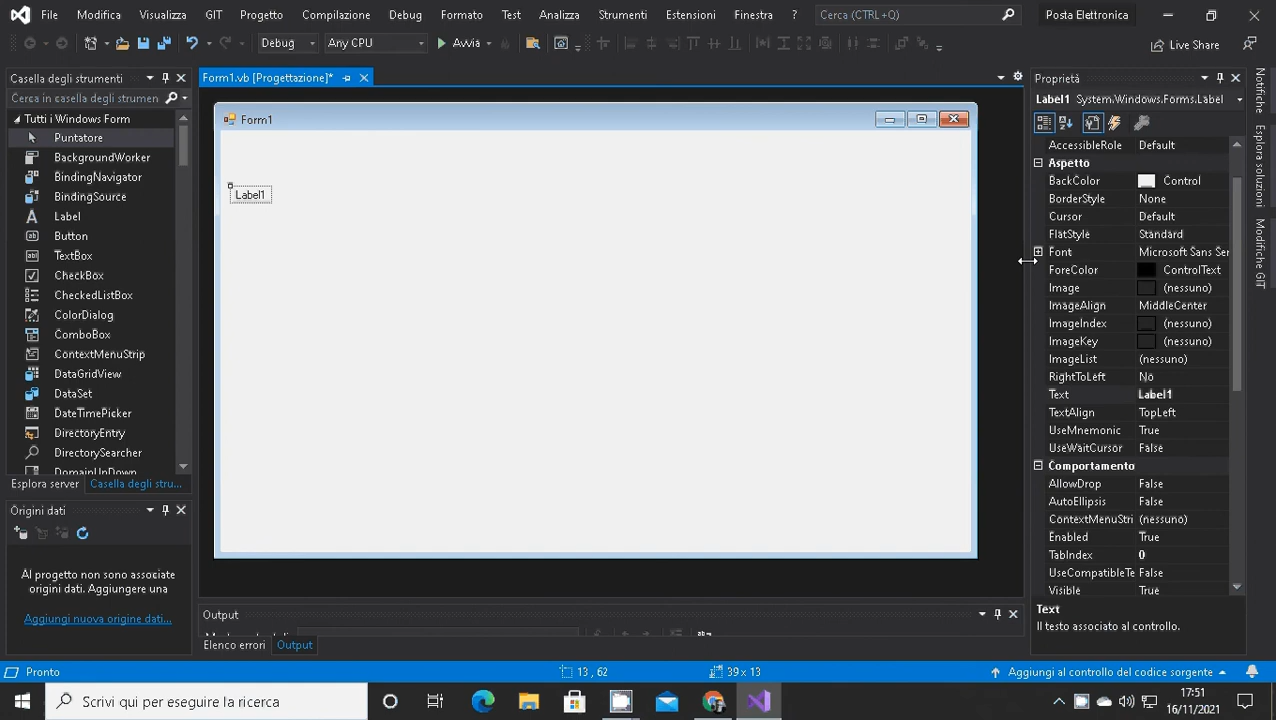 File Modifica Visualizza GIT Progetto Compilazione Debug Formato Test Analizza Strumenti Estensioni Finestra ? Cerca (CTRL+Q) Posta Elettronica
Debug Any CPU Avvia Live Share
Casella degli strumenti
Cerca in casella degli strumen
Tutti i Windows Form
Puntatore
BackgroundWorker
BindingNavigator
BindingSource
Label
Button
TextBox
CheckBox
CheckedListBox
ColorDialog
ComboBox
ContextMenuStrip
DataGridView
DataSet
DateTimePicker
DirectoryEntry
DirectorySearcher
DomainUpDown
Esplora server Casella degli stru...
Origini dati
Al progetto non sono associate
origini dati. Aggiungere una
Aggiungi nuova origine dati...
Form1.vb [Progettazione]*
Form1
Label1
Output
Elenco errori Output
Proprietà
Label1 System.Windows.Forms.Label
AccessibleRole Default
Aspetto
BackColor Control
BorderStyle None
Cursor Default
FlatStyle Standard
Font Microsoft Sans Ser
ForeColor ControlText
Image (nessuno)
ImageAlign MiddleCenter
ImageIndex (nessuno)
ImageKey (nessuno)
ImageList (nessuno)
RightToLeft No
Text Label1
TextAlign TopLeft
UseMnemonic True
UseWaitCursor False
Comportamento
AllowDrop False
AutoEllipsis False
ContextMenuStri (nessuno)
Enabled True
TabIndex 0
UseCompatibleTe False
Visible True
Text
Il testo associato al controllo.
Notifiche
Esplora soluzioni
Modifiche GIT
Pronto 13 , 62 39 x 13 Aggiungi al controllo del codice sorgente
Scrivi qui per eseguire la ricerca
17:51
16/11/2021